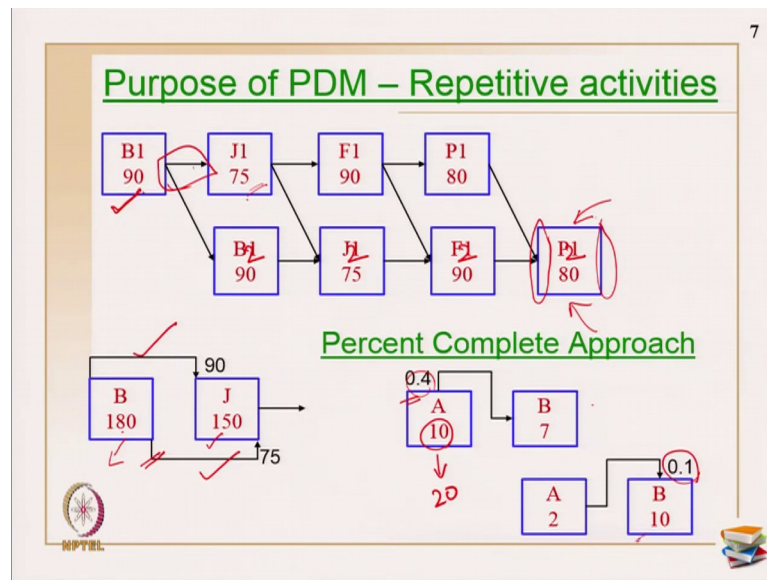 7
Purpose of PDM – Repetitive activities
B1 J1 F1 P1
90 75 90 80
B2 J2 F2 P2
90 75 90 80
Percent Complete Approach
90
B J
180 150
75
0.4
A B
10 7
20
0.1
A B
2 10
NPTEL